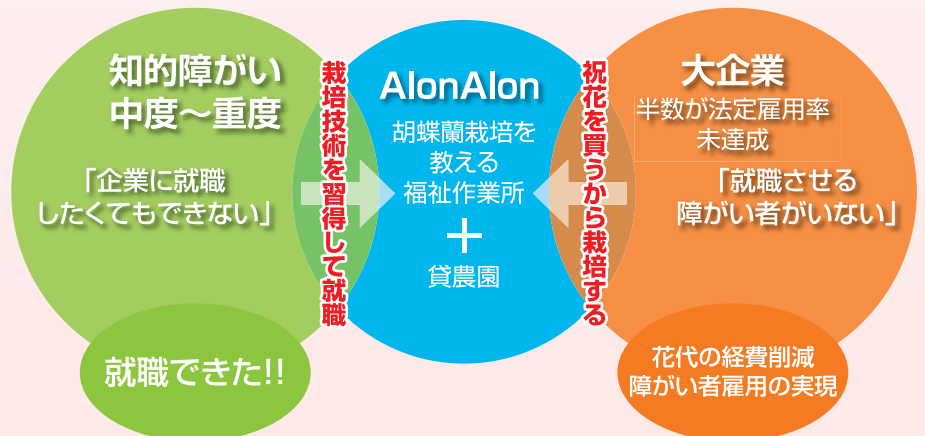 知的障がい
中度～重度
「企業に就職
したくてもできない」
就職できた!!
栽培技術を習得して就職
AlonAlon
胡蝶蘭栽培を
教える
福祉作業所
＋
貸農園
祝花を買うから栽培する
大企業
半数が法定雇用率
未達成
「就職させる
障がい者がいない」
花代の経費削減
障がい者雇用の実現